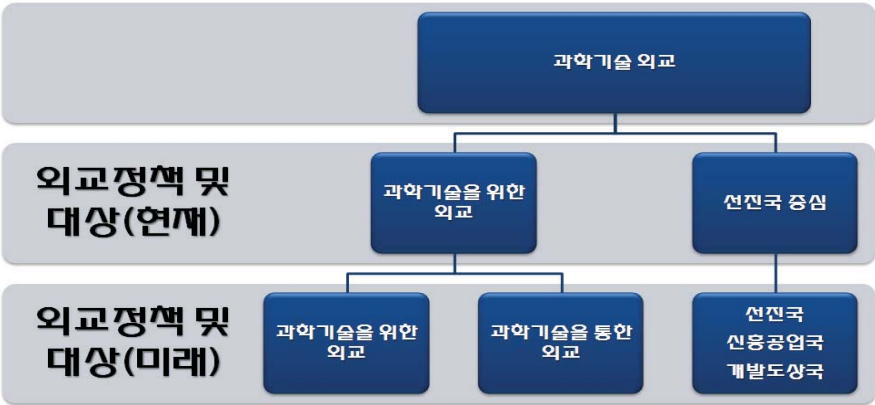 과학기술 외교
외교정책 및
대상(현재)
과학기술을 위한
외교
선진국 중심
외교정책 및
대상(미래)
과학기술을 위한
외교
과학기술을 통한
외교
선진국
신흥공업국
개발도상국